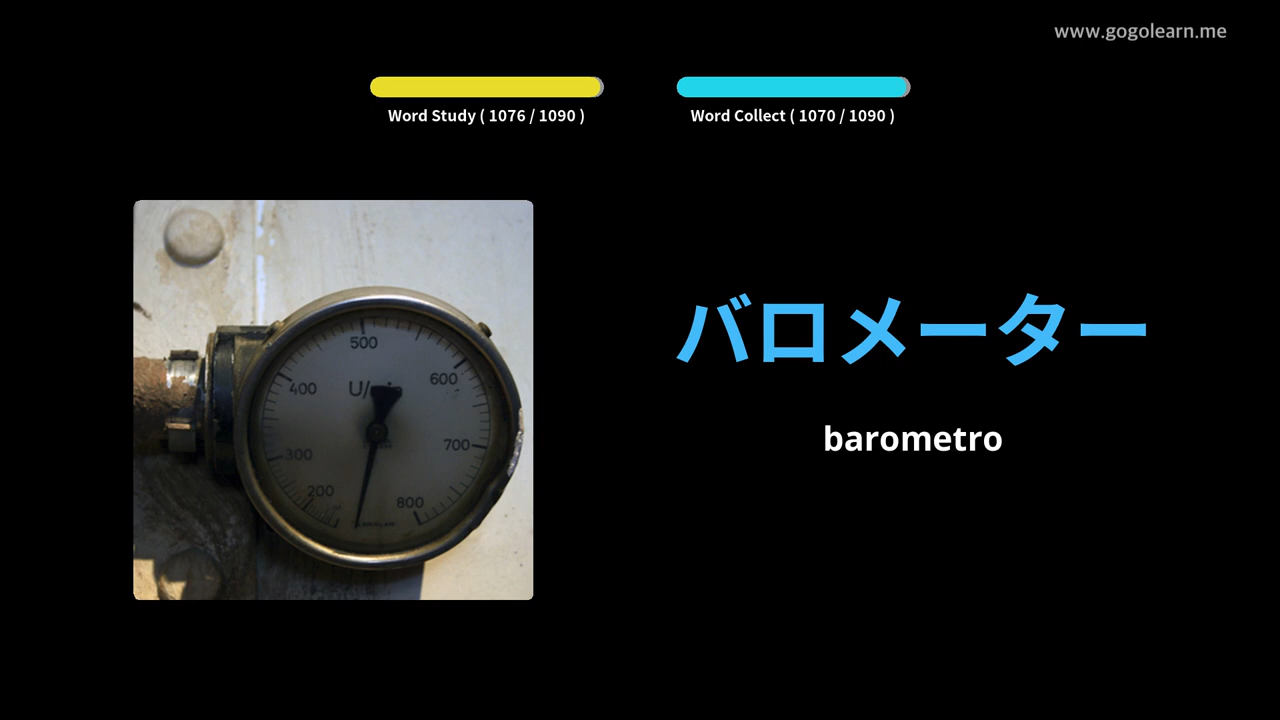 www.gogolearn.me
Word Study ( 1076 / 1090 )
Word Collect ( 1070 / 1090 )
500
400
600
300
700
200
800
バロメーター
barometro